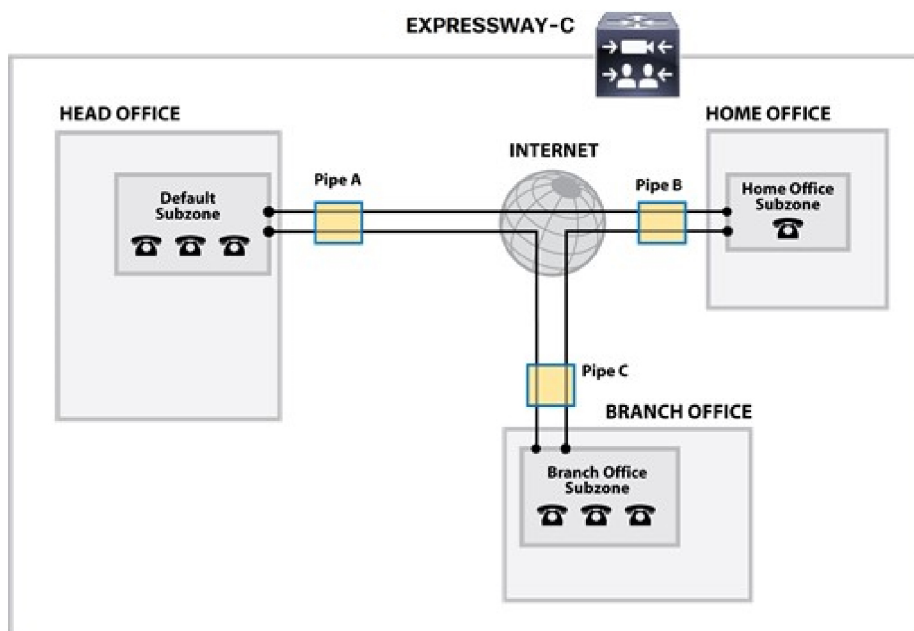 EXPRESSWAY-C
HEAD OFFICE
HOME OFFICE
INTERNET
Pipe A
Pipe B
Default
Subzone
Home Office
Subzone
Pipe C
BRANCH OFFICE
Branch Office
Subzone